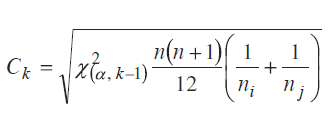 C_k = √(χ²_(α, k−1) n(n + 1)/12 (1/n_i + 1/n_j))